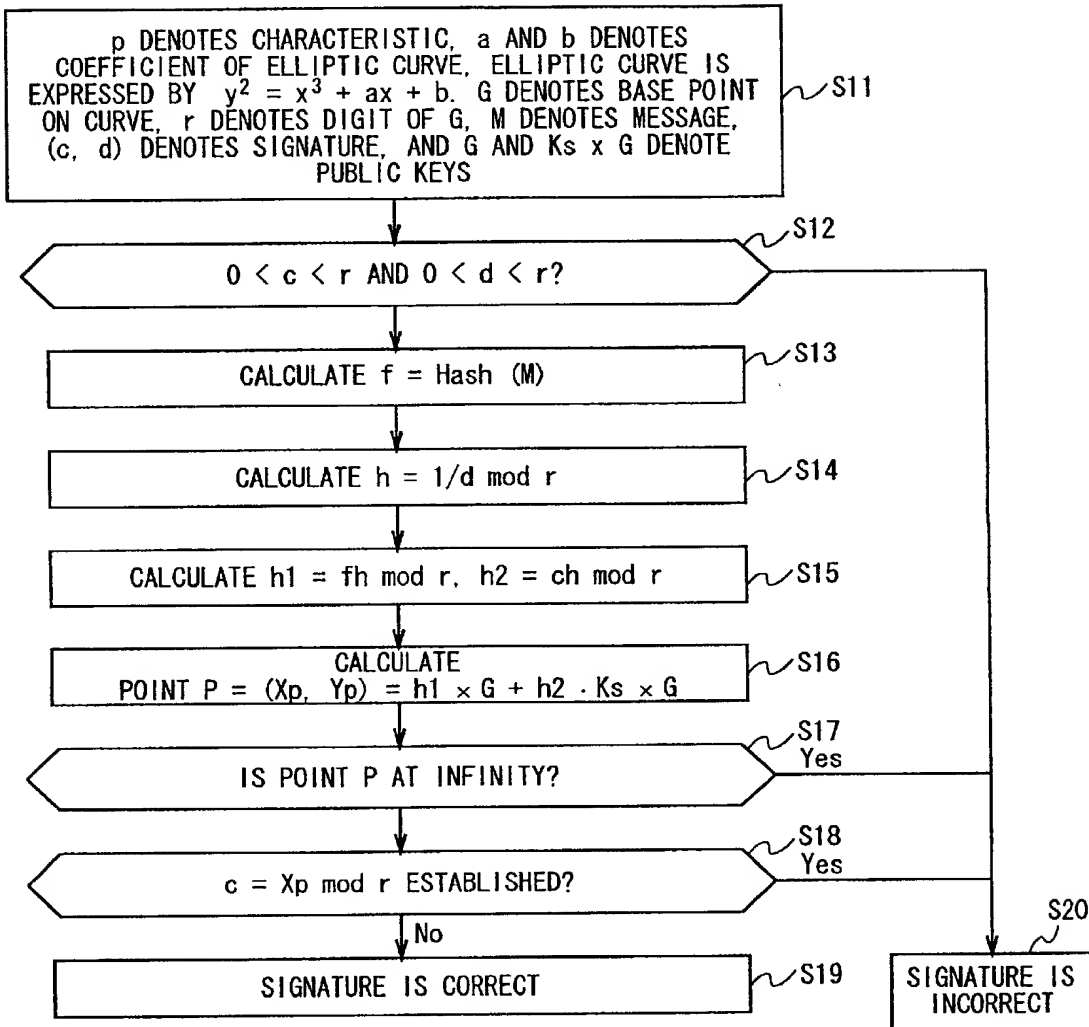 p DENOTES CHARACTERISTIC, a AND b DENOTES
COEFFICIENT OF ELLIPTIC CURVE, ELLIPTIC CURVE IS
EXPRESSED BY y² = x³ + ax + b. G DENOTES BASE POINT
ON CURVE, r DENOTES DIGIT OF G, M DENOTES MESSAGE,
(c, d) DENOTES SIGNATURE, AND G AND Ks x G DENOTE
PUBLIC KEYS
S11
S12
0 < c < r AND 0 < d < r?
S13
CALCULATE f = Hash (M)
S14
CALCULATE h = 1/d mod r
CALCULATE h1 = fh mod r, h2 = ch mod r
S15
CALCULATE
POINT P = (Xp, Yp) = h1 × G + h2 · Ks × G
S16
S17
Yes
IS POINT P AT INFINITY?
S18
Yes
c = Xp mod r ESTABLISHED?
No
S19
SIGNATURE IS CORRECT
S20
SIGNATURE IS
INCORRECT